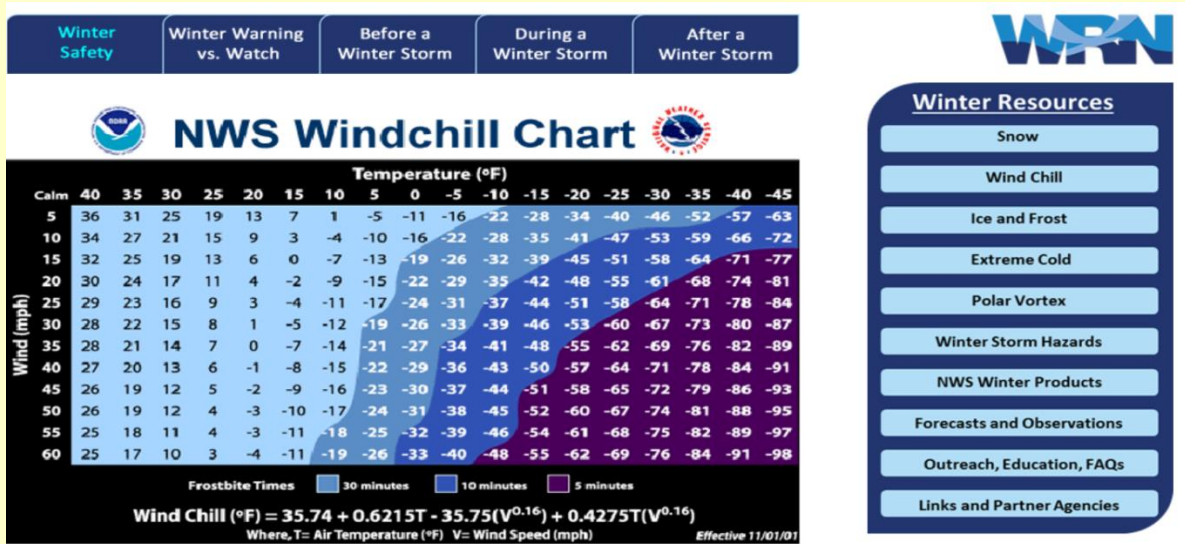 Winter
Safety
Winter Warning
vs. Watch
Before a
Winter Storm
During a
Winter Storm
After a
Winter Storm
WRN
NOAA
NWS Windchill Chart
Temperature (°F)
Calm 40 35 30 25 20 15 10 5 0 -5 -10 -15 -20 -25 -30 -35 -40 -45
5 36 31 25 19 13 7 1 -5 -11 -16 -22 -28 -34 -40 -46 -52 -57 -63
10 34 27 21 15 9 3 -4 -10 -16 -22 -28 -35 -41 -47 -53 -59 -66 -72
15 32 25 19 13 6 0 -7 -13 -19 -26 -32 -39 -45 -51 -58 -64 -71 -77
20 30 24 17 11 4 -2 -9 -15 -22 -29 -35 -42 -48 -55 -61 -68 -74 -81
25 29 23 16 9 3 -4 -11 -17 -24 -31 -37 -44 -51 -58 -64 -71 -78 -84
30 28 22 15 8 1 -5 -12 -19 -26 -33 -39 -46 -53 -60 -67 -73 -80 -87
35 28 21 14 7 0 -7 -14 -21 -27 -34 -41 -48 -55 -62 -69 -76 -82 -89
40 27 20 13 6 -1 -8 -15 -22 -29 -36 -43 -50 -57 -64 -71 -78 -84 -91
45 26 19 12 5 -2 -9 -16 -23 -30 -37 -44 -51 -58 -65 -72 -79 -86 -93
50 26 19 12 4 -3 -10 -17 -24 -31 -38 -45 -52 -60 -67 -74 -81 -88 -95
55 25 18 11 4 -3 -11 -18 -25 -32 -39 -46 -54 -61 -68 -75 -82 -89 -97
60 25 17 10 3 -4 -11 -19 -26 -33 -40 -48 -55 -62 -69 -76 -84 -91 -98
Wind (mph)
Frostbite Times 30 minutes 10 minutes 5 minutes
Wind Chill (°F) = 35.74 + 0.6215T - 35.75(V^0.16) + 0.4275T(V^0.16)
Where, T= Air Temperature (°F) V= Wind Speed (mph)
Effective 11/01/01
Winter Resources
Snow
Wind Chill
Ice and Frost
Extreme Cold
Polar Vortex
Winter Storm Hazards
NWS Winter Products
Forecasts and Observations
Outreach, Education, FAQs
Links and Partner Agencies